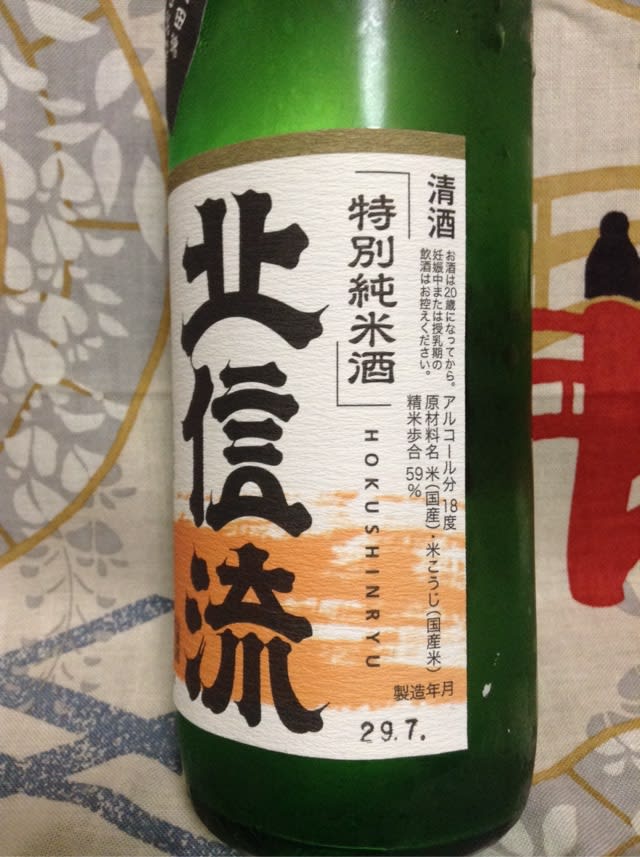 清酒
お酒は20歳になってから。
妊娠中または授乳期の
飲酒はお控えください。
アルコール分 18度
原材料名 米(国産)・米こうじ(国産米)
精米歩合 59%
特別純米酒
HOKUSHINRYU
北信流
製造年月
29.7.